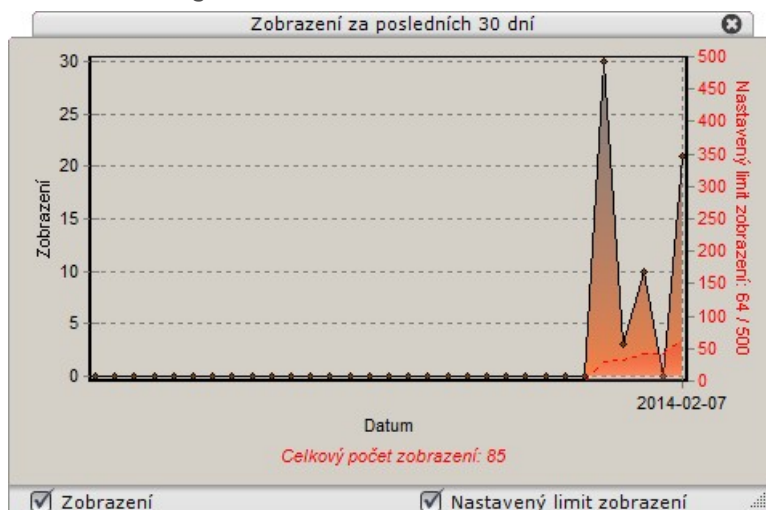 Zobrazení za posledních 30 dní
30
25
20
15
10
5
0
Zobrazení
500
450
400
350
300
250
200
150
100
50
0
Nastavený limit zobrazení: 64 / 500
2014-02-07
Datum
Celkový počet zobrazení: 85
Zobrazení
Nastavený limit zobrazení